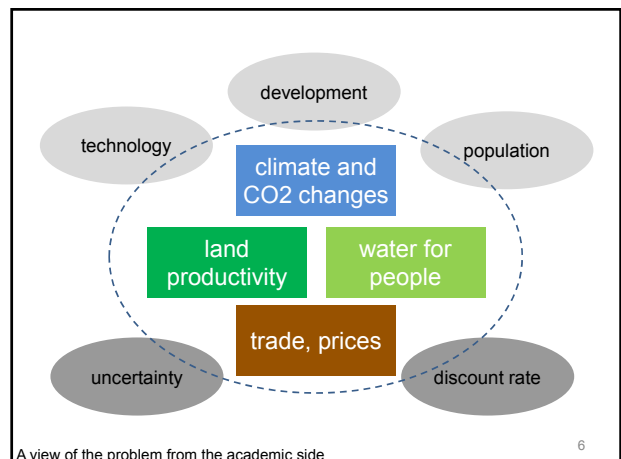 development
technology
population
climate and
CO2 changes
land
productivity
water for
people
trade, prices
uncertainty
discount rate
A view of the problem from the academic side
6